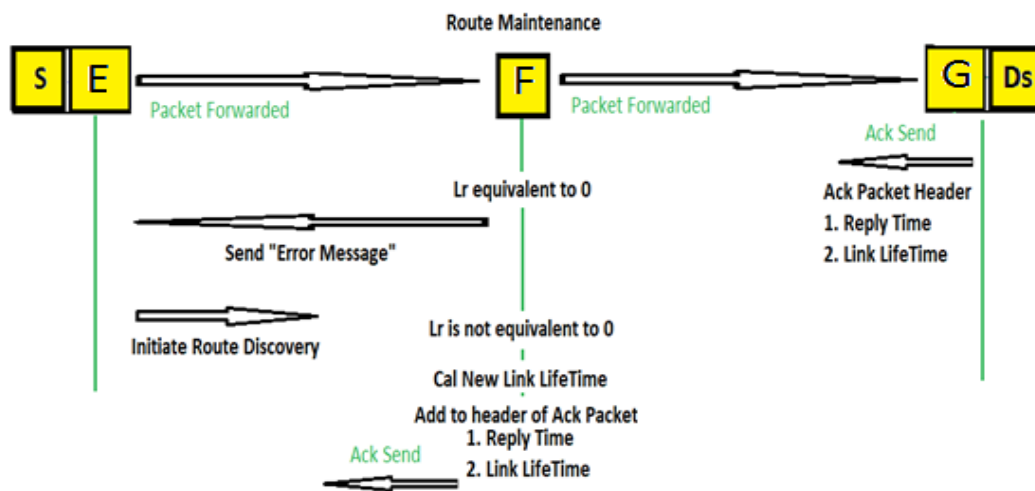 Route Maintenance
S E F G Ds
Packet Forwarded Packet Forwarded
Ack Send
Lr equivalent to 0
Ack Packet Header
1. Reply Time
2. Link LifeTime
Send "Error Message"
Lr is not equivalent to 0
Initiate Route Discovery
Cal New Link LifeTime
Add to header of Ack Packet
1. Reply Time
2. Link LifeTime
Ack Send